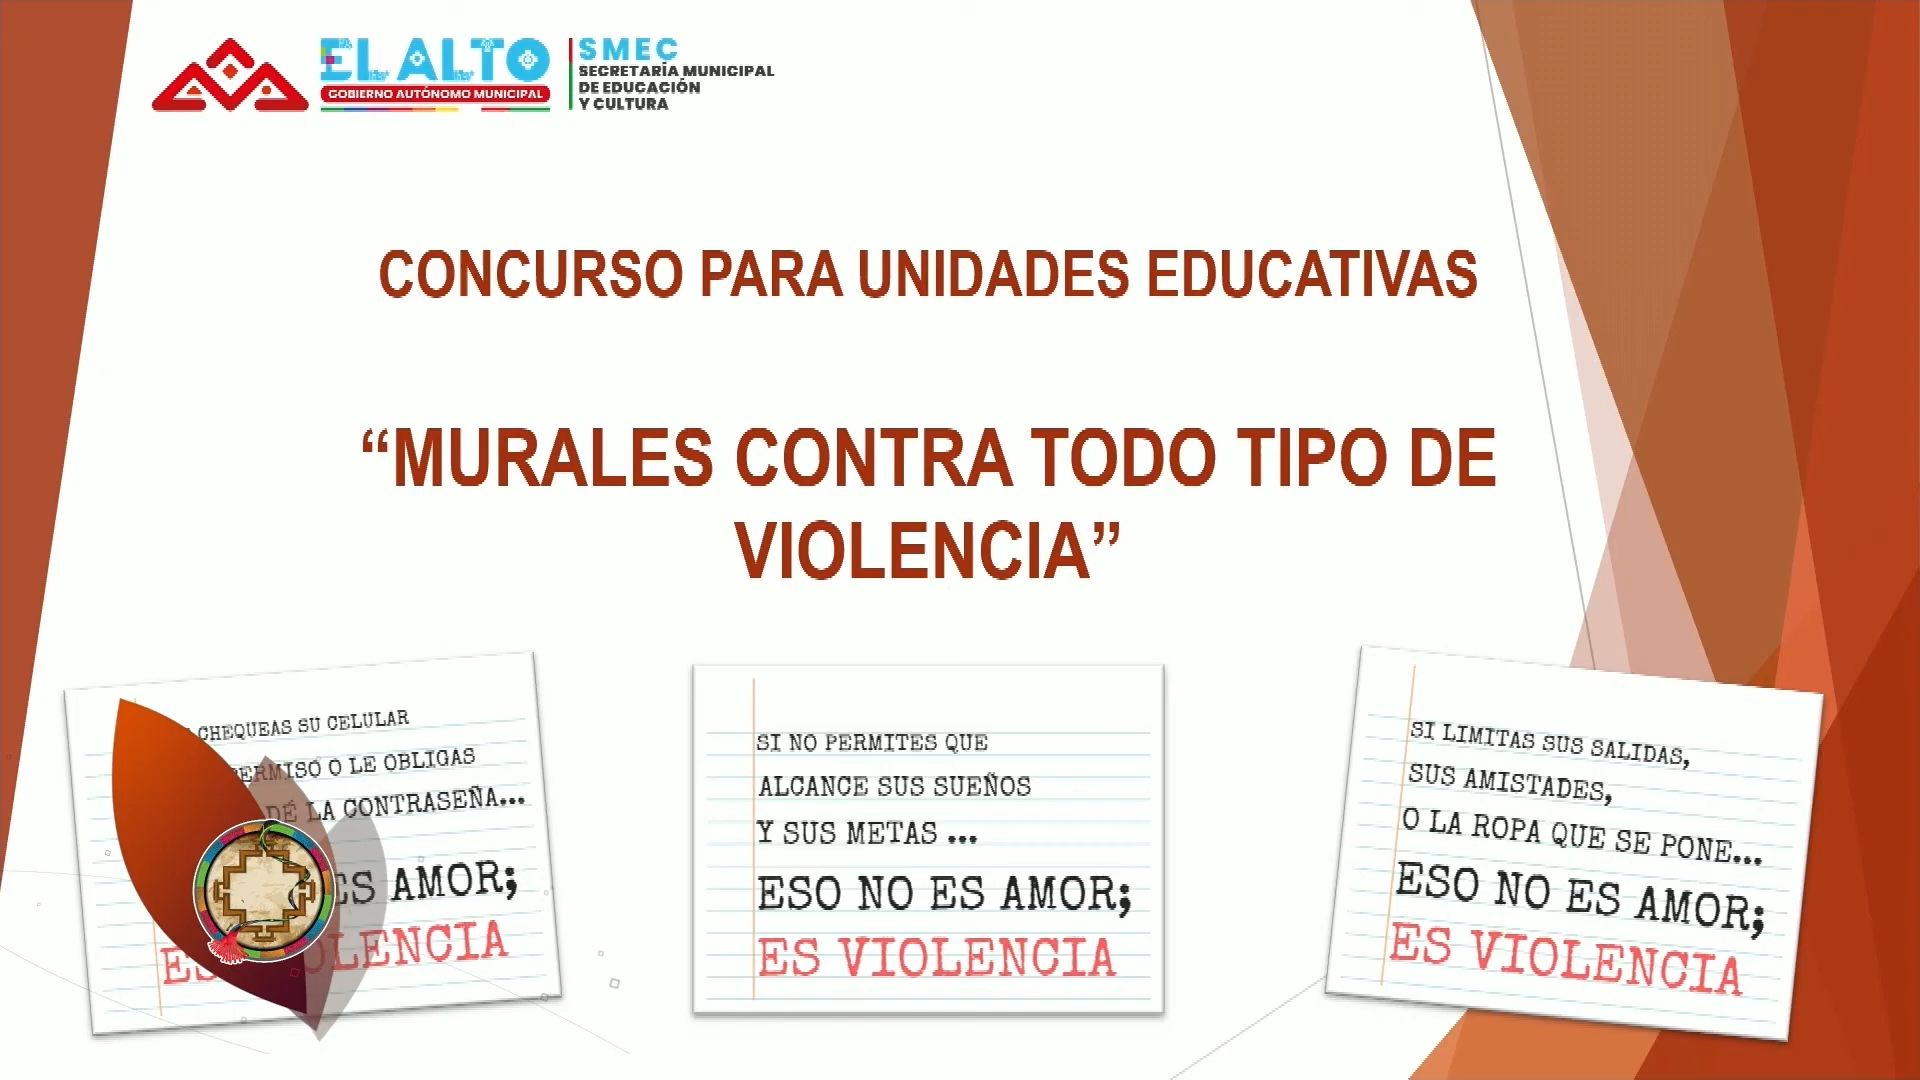 EL ALTO
GOBIERNO AUTÓNOMO MUNICIPAL
SMEC
SECRETARÍA MUNICIPAL
DE EDUCACIÓN
Y CULTURA
CONCURSO PARA UNIDADES EDUCATIVAS
“MURALES CONTRA TODO TIPO DE
VIOLENCIA”
CHEQUEAS SU CELULAR
O LE OBLIGAS
DÉ LA CONTRASEÑA...
ES AMOR;
SI NO PERMITES QUE
ALCANCE SUS SUEÑOS
Y SUS METAS ...
ESO NO ES AMOR;
ES VIOLENCIA
SI LIMITAS SUS SALIDAS,
SUS AMISTADES,
O LA ROPA QUE SE PONE...
ESO NO ES AMOR;
ES VIOLENCIA